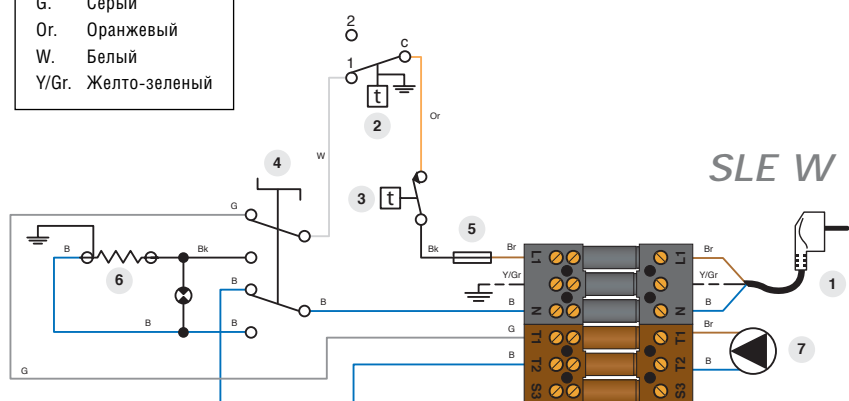 G. Серый
Or. Оранжевый
W. Белый
Y/Gr. Желто-зеленый
2
1
C
t
2
Or
W
4
3
t
SLE W
G
5
Bk
Br
L1
L1
Br
B
Bk
6
Y/Gr
Y/Gr
1
B
B
B
N
N
B
B
B
G
T1
T1
Br
7
B
T2
T2
B
G
S3
S3